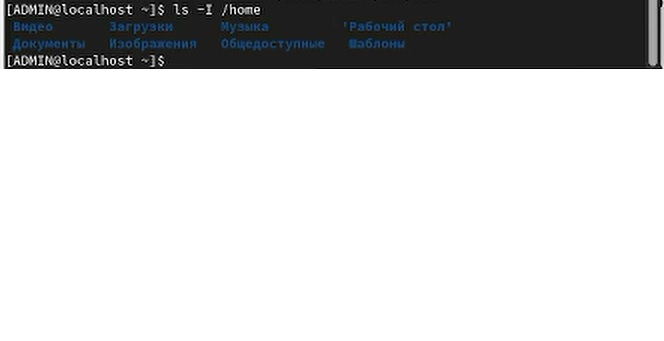 [ADMIN@localhost ~]$ ls -I /home
Видео Загрузки Музыка 'Рабочий стол'
Документы Изображения Общедоступные Шаблоны
[ADMIN@localhost ~]$